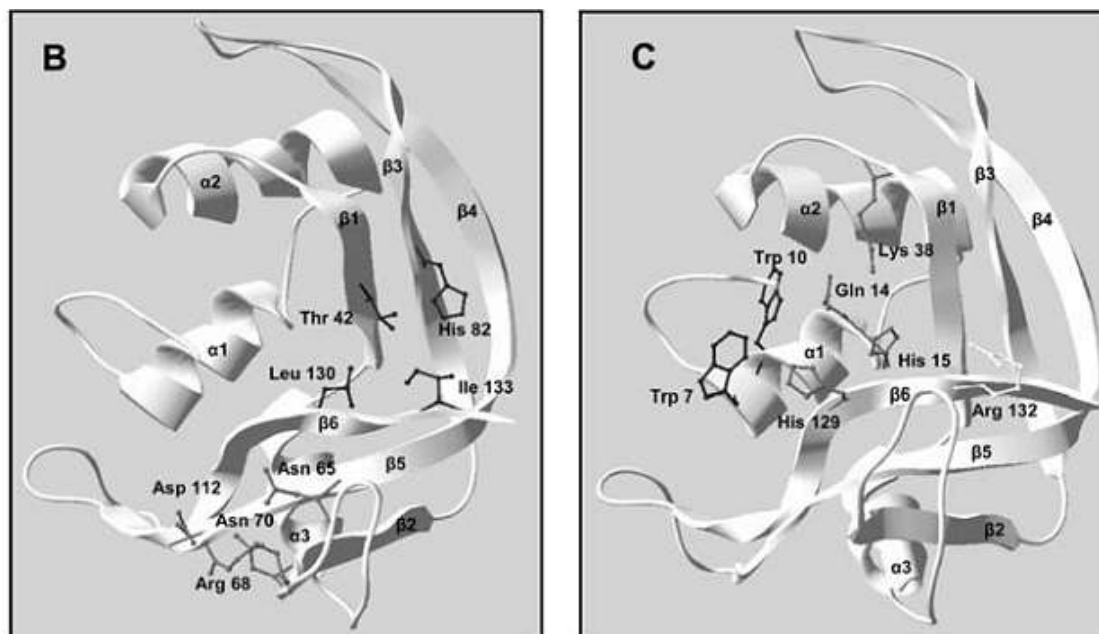 B
α2
β3
β1
β4
Thr 42
His 82
α1
Leu 130
Ile 133
β6
Asn 65
β5
Asp 112
Asn 70
α3
β2
Arg 68
C
β3
α2
β1
β4
Lys 38
Trp 10
Gln 14
α1
His 15
Trp 7
β6
His 129
Arg 132
β5
β2
α3